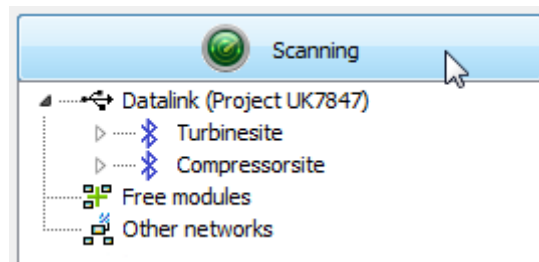 Scanning
Datalink (Project UK7847)
Turbinesite
Compressorsite
Free modules
Other networks